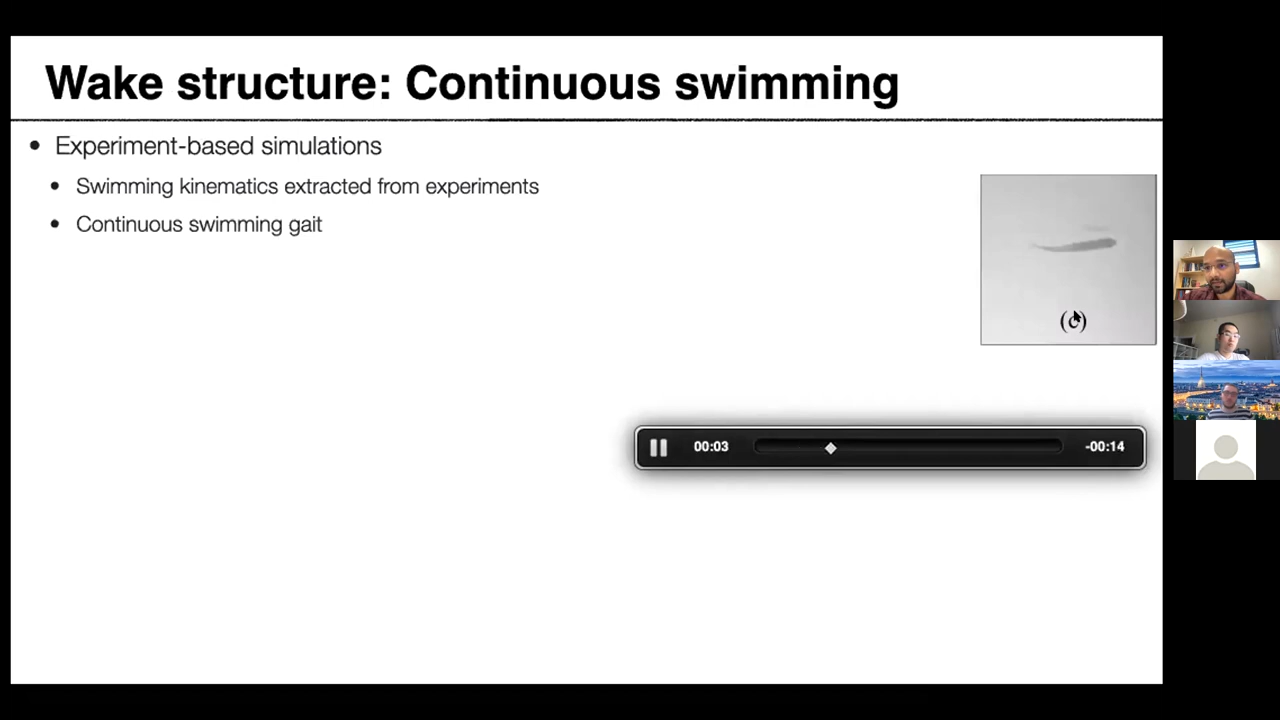 Wake structure: Continuous swimming
• Experiment-based simulations
• Swimming kinematics extracted from experiments
• Continuous swimming gait
(c)
00:03
-00:14